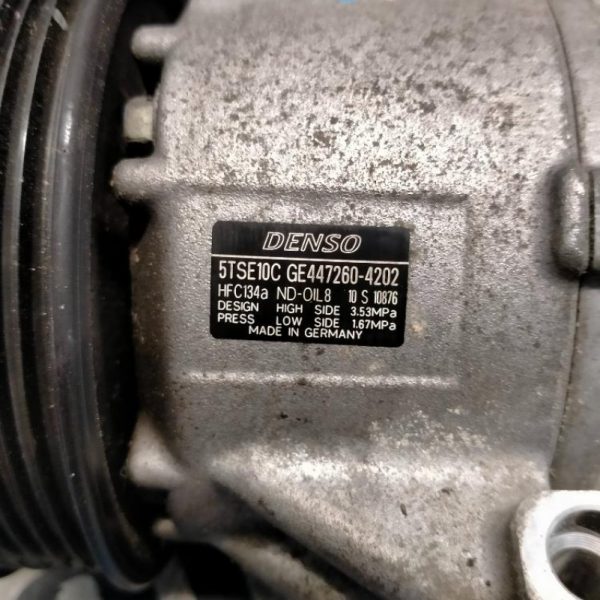 DENSO
5TSE10C GE447260-4202
HFC134a ND-OIL8 10 S 10876
DESIGN HIGH SIDE 3.53MPa
PRESS LOW SIDE 1.67MPa
MADE IN GERMANY